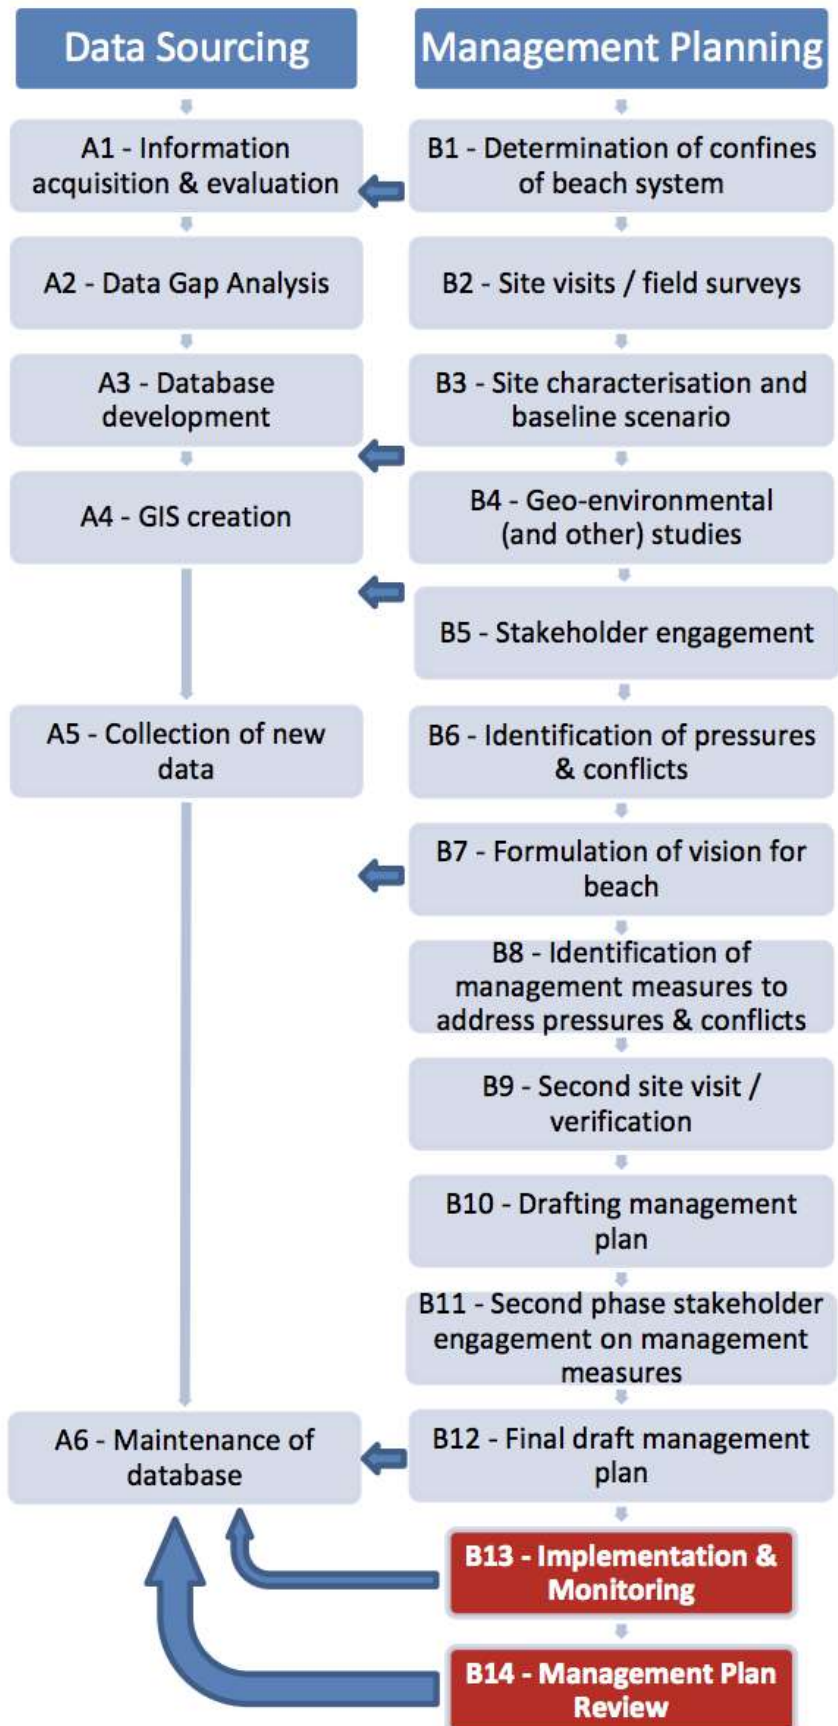 Data Sourcing
A1 - Information
acquisition & evaluation
A2 - Data Gap Analysis
A3 - Database
development
A4 - GIS creation
A5 - Collection of new
data
A6 - Maintenance of
database
Management Planning
B1 - Determination of confines
of beach system
B2 - Site visits / field surveys
B3 - Site characterisation and
baseline scenario
B4 - Geo-environmental
(and other) studies
B5 - Stakeholder engagement
B6 - Identification of pressures
& conflicts
B7 - Formulation of vision for
beach
B8 - Identification of
management measures to
address pressures & conflicts
B9 - Second site visit /
verification
B10 - Drafting management
plan
B11 - Second phase stakeholder
engagement on management
measures
B12 - Final draft management
plan
B13 - Implementation &
Monitoring
B14 - Management Plan
Review